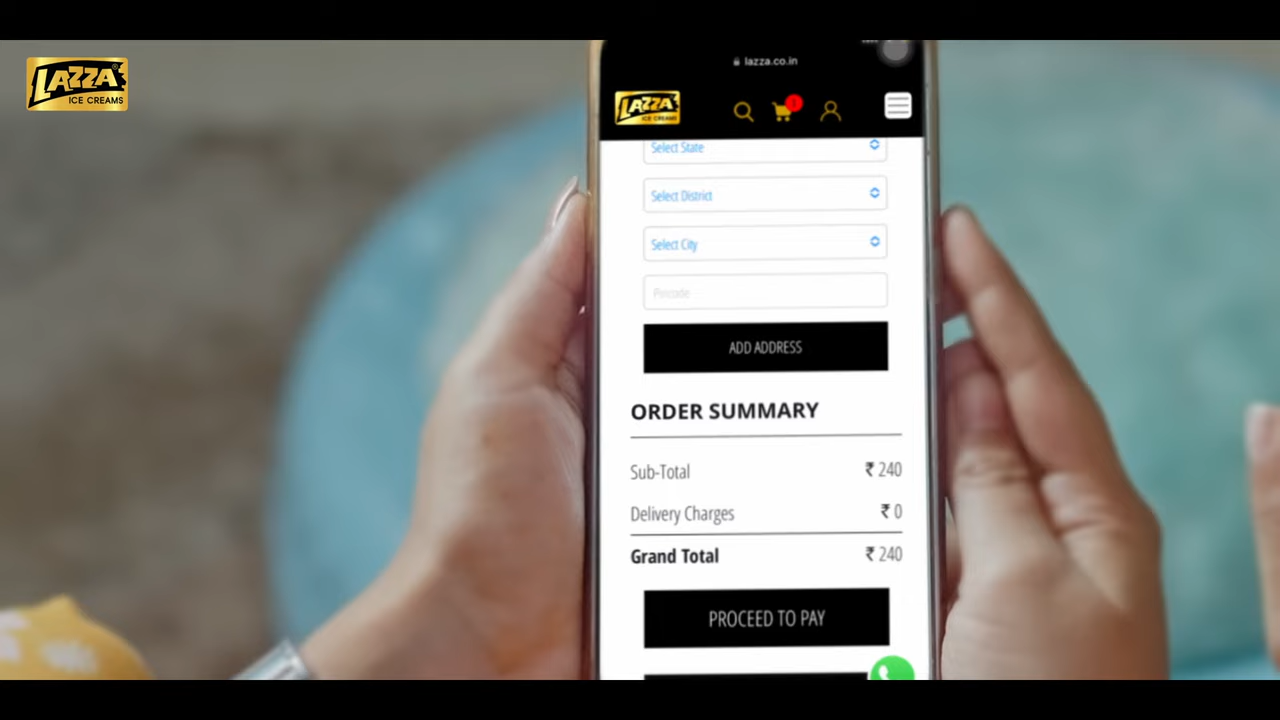 LAZZA
ICE CREAMS
lazza.co.in
LAZZA
ICE CREAMS
Select State
Select District
Select City
Pincode
ADD ADDRESS
ORDER SUMMARY
Sub-Total ₹ 240
Delivery Charges ₹ 0
Grand Total ₹ 240
PROCEED TO PAY